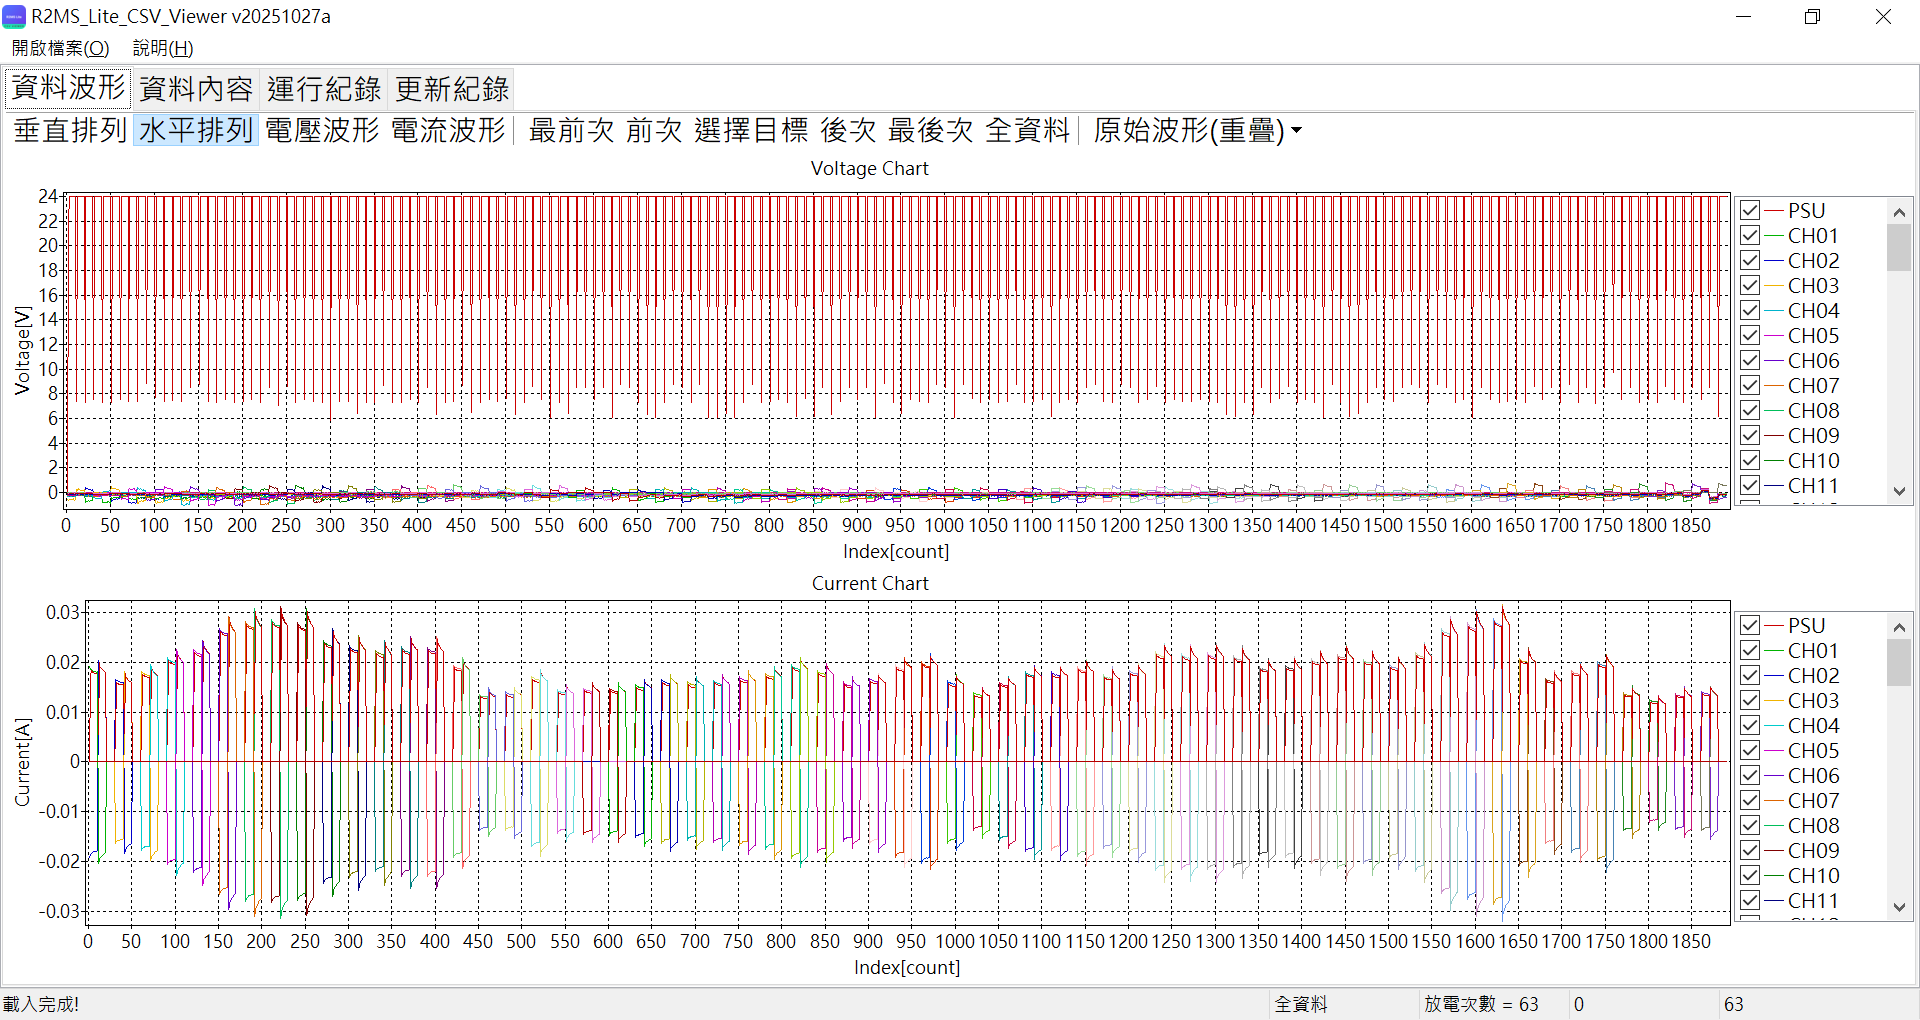 R2MS_Lite_CSV_Viewer v20251027a
開啟檔案(O) 說明(H)
資料波形 資料內容 運行紀錄 更新紀錄
垂直排列 水平排列 電壓波形 電流波形 最前次 前次 選擇目標 後次 最後次 全資料 原始波形(重疊)
Voltage Chart
24
22
20
18
16
14
12
10
8
6
4
2
0
Voltage[V]
0 50 100 150 200 250 300 350 400 450 500 550 600 650 700 750 800 850 900 950 1000 1050 1100 1150 1200 1250 1300 1350 1400 1450 1500 1550 1600 1650 1700 1750 1800 1850
Index[count]
PSU
CH01
CH02
CH03
CH04
CH05
CH06
CH07
CH08
CH09
CH10
CH11
Current Chart
0.03
0.02
0.01
0
-0.01
-0.02
-0.03
Current[A]
0 50 100 150 200 250 300 350 400 450 500 550 600 650 700 750 800 850 900 950 1000 1050 1100 1150 1200 1250 1300 1350 1400 1450 1500 1550 1600 1650 1700 1750 1800 1850
Index[count]
PSU
CH01
CH02
CH03
CH04
CH05
CH06
CH07
CH08
CH09
CH10
CH11
載入完成! 全資料 放電次數 = 63 0 63